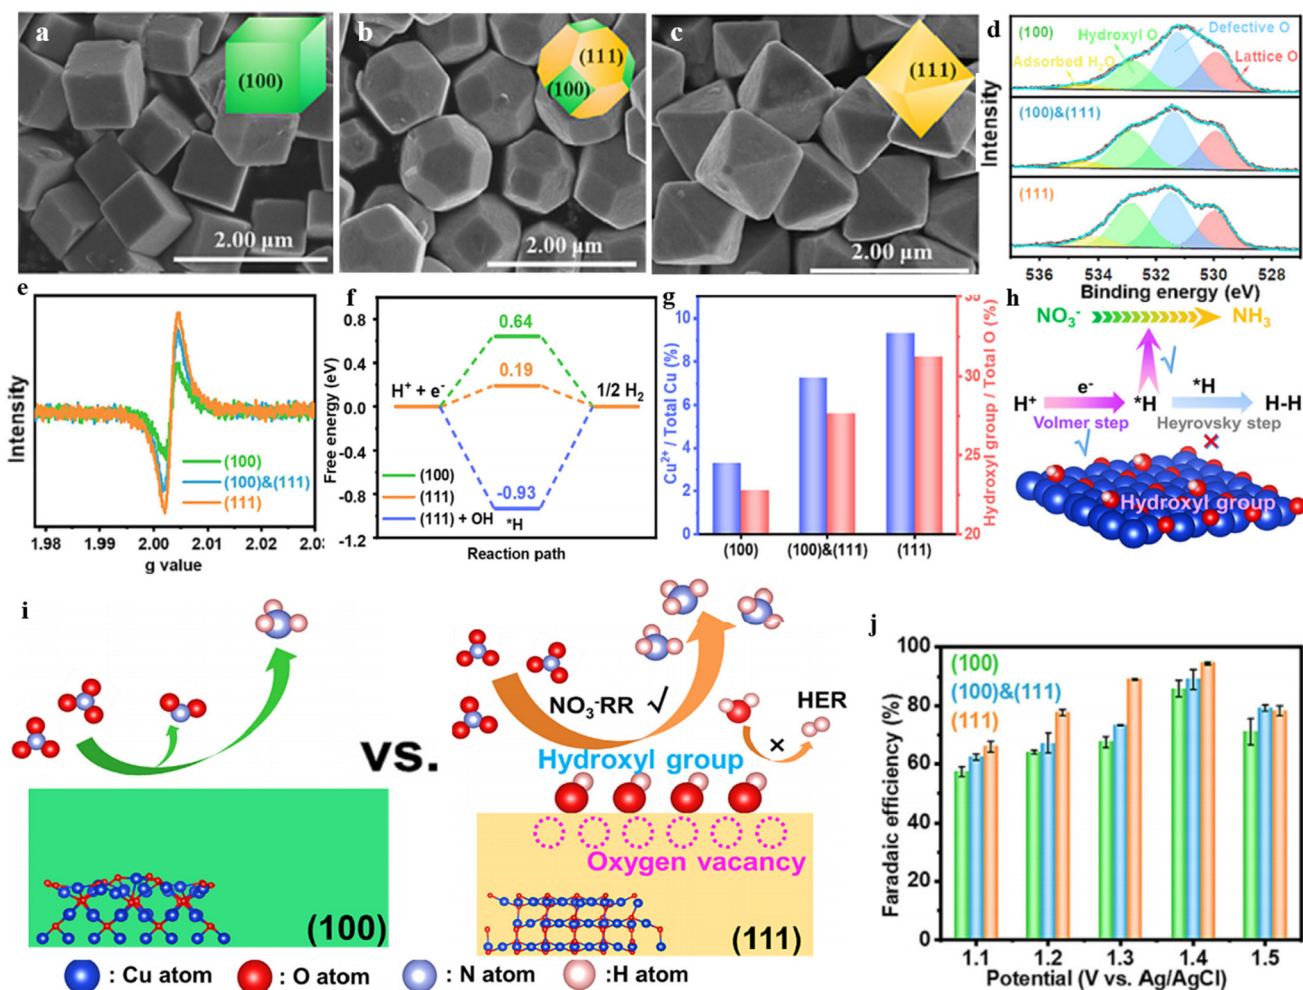 a
(100)
2.00 μm
b
(111)
(100)
2.00 μm
c
(111)
2.00 μm
d
(100)
Hydroxyl O
Defective O
Adsorbed H₂O
Lattice O
(100)&(111)
(111)
Intensity
536
534
532
530
528
Binding energy (eV)
e
Intensity
(100)
(100)&(111)
(111)
1.98
1.99
2.00
2.01
2.02
g value
f
Free energy (eV)
0.8
0.4
0.0
-0.4
-0.8
-1.2
0.64
0.19
-0.93
H⁺ + e⁻
1/2 H₂
(100)
(111)
(111) + OH
*H
Reaction path
g
Cu²⁺ / Total Cu (%)
10
8
6
4
2
0
Hydroxyl group / Total O (%)
35
30
25
20
(100)
(100)&(111)
(111)
h
NO₃⁻
NH₃
√
e⁻
*H
H⁺
*H
H-H
Volmer step
Heyrovsky step
√
Hydroxyl group
i
NO₃⁻RR √
HER
×
vs.
Hydroxyl group
Oxygen vacancy
(100)
(111)
: Cu atom
: O atom
: N atom
:H atom
j
Faradaic efficiency (%)
100
80
60
40
20
0
(100)
(100)&(111)
(111)
1.1
1.2
1.3
1.4
1.5
Potential (V vs. Ag/AgCl)